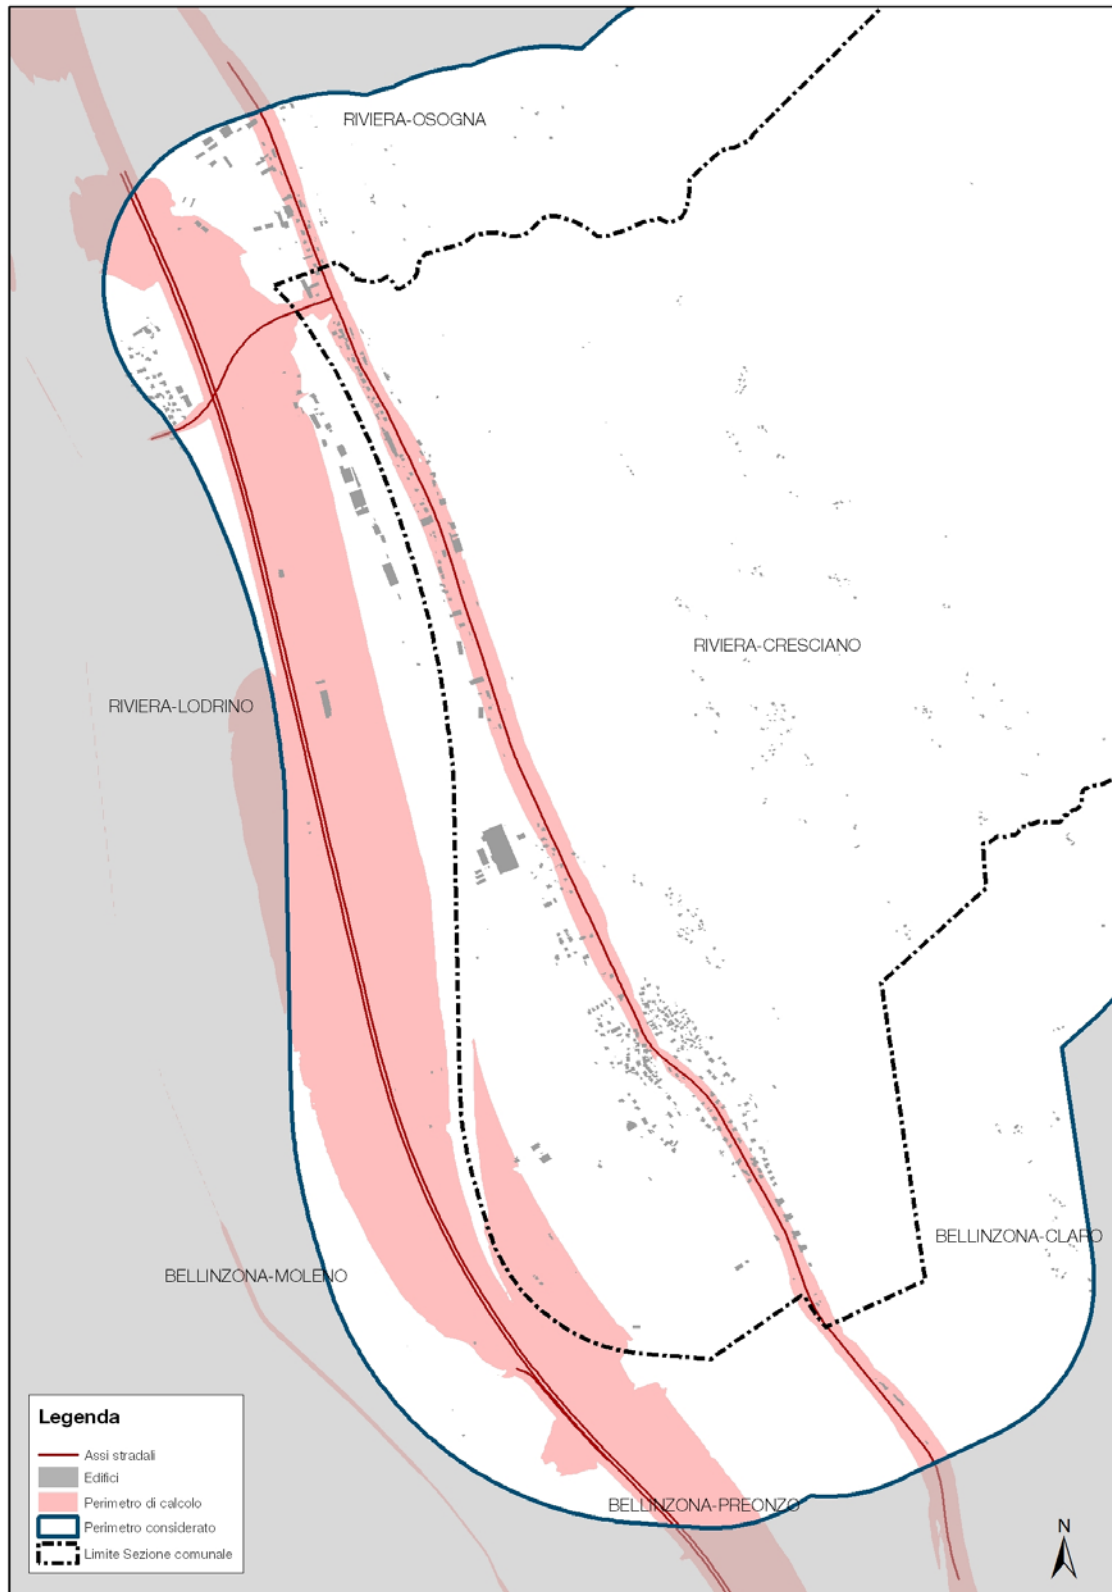 RIVIERA-OSOGNA
RIVIERA-CRESCIANO
RIVIERA-LODRINO
BELLINZONA-CLARO
BELLINZONA-MOLENO
BELLINZONA-PREONZO
Legenda
Assi stradali
Edifici
Perimetro di calcolo
Perimetro considerato
Limite Sezione comunale
N